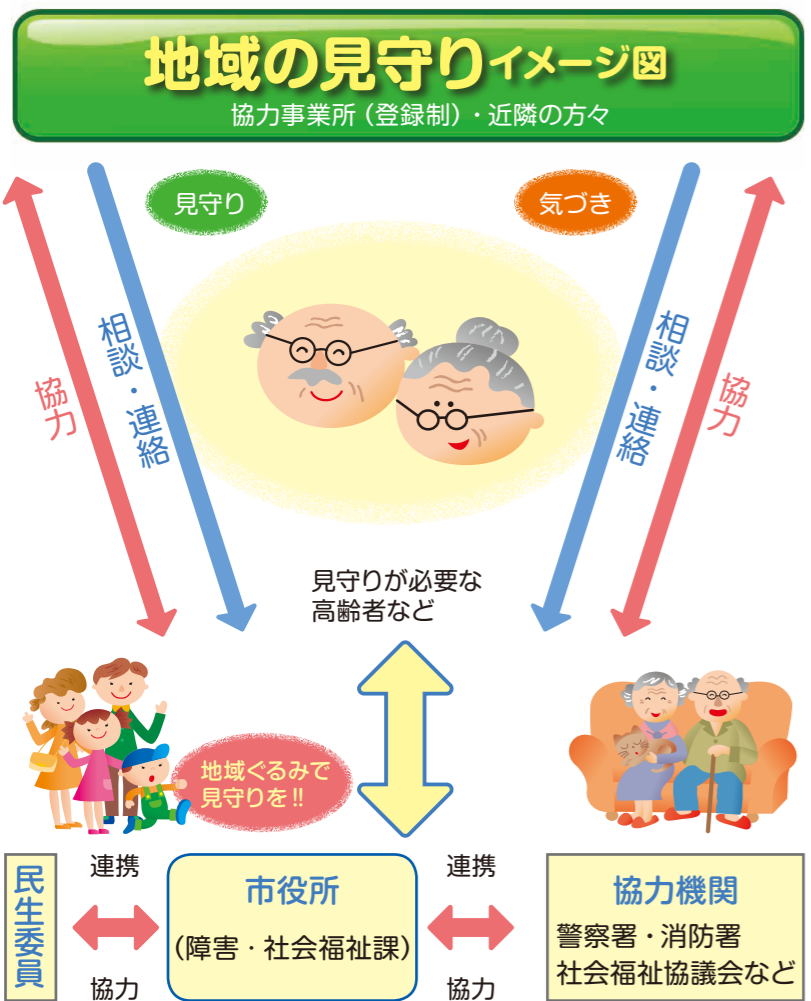 地域の見守りイメージ図
協力事業所（登録制）・近隣の方々
見守り
気づき
協力
相談・連絡
相談・連絡
協力
見守りが必要な
高齢者など
地域ぐるみで
見守りを!!
民生委員
連携
協力
市役所
（障害・社会福祉課）
連携
協力
協力機関
警察署・消防署
社会福祉協議会など